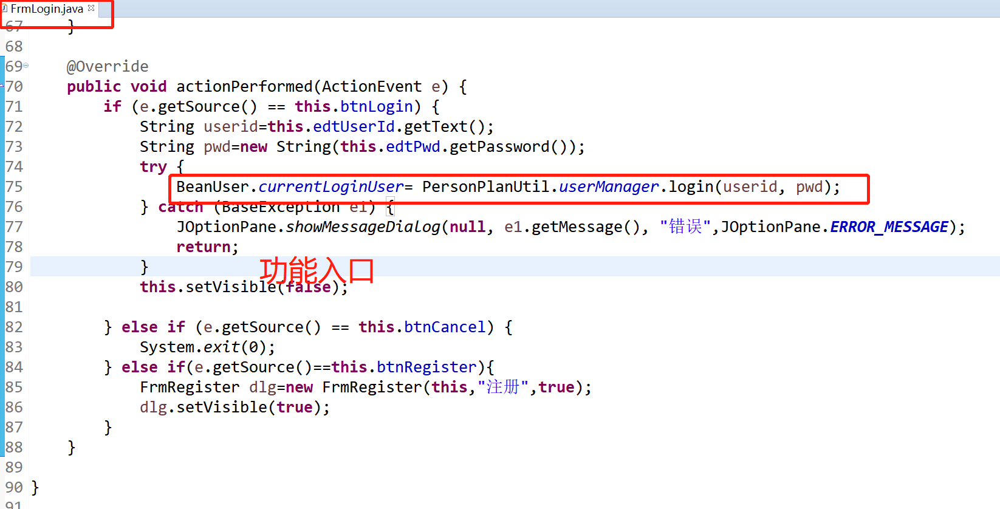 FrmLogin.java
67 }
68
69 @Override
70 public void actionPerformed(ActionEvent e) {
71 if (e.getSource() == this.btnLogin) {
72 String userid=this.edtUserId.getText();
73 String pwd=new String(this.edtPwd.getPassword());
74 try {
75 BeanUser.currentLoginUser= PersonPlanUtil.userManager.login(userid, pwd);
76 } catch (BaseException e1) {
77 JOptionPane.showMessageDialog(null, e1.getMessage(), "错误",JOptionPane.ERROR_MESSAGE);
78 return;
79 }
功能入口
80 this.setVisible(false);
81
82 } else if (e.getSource() == this.btnCancel) {
83 System.exit(0);
84 } else if(e.getSource()==this.btnRegister){
85 FrmRegister dlg=new FrmRegister(this,"注册",true);
86 dlg.setVisible(true);
87 }
88 }
89
90 }
91